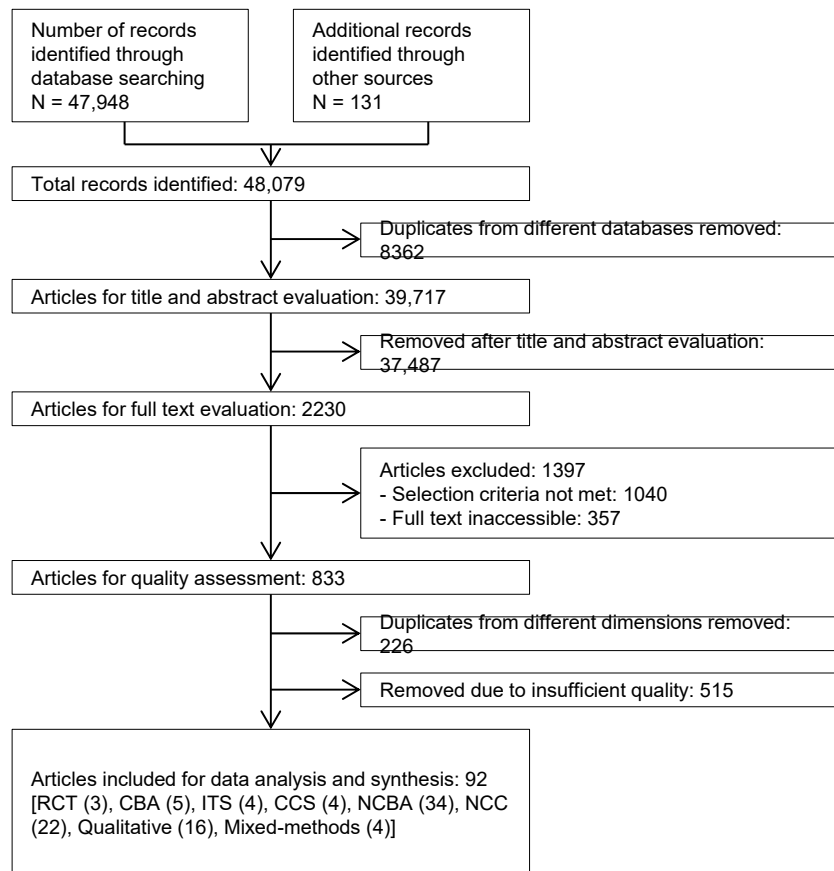 Number of records
identified through
database searching
N = 47,948
Additional records
identified through
other sources
N = 131
Total records identified: 48,079
Duplicates from different databases removed:
8362
Articles for title and abstract evaluation: 39,717
Removed after title and abstract evaluation:
37,487
Articles for full text evaluation: 2230
Articles excluded: 1397
- Selection criteria not met: 1040
- Full text inaccessible: 357
Articles for quality assessment: 833
Duplicates from different dimensions removed:
226
Removed due to insufficient quality: 515
Articles included for data analysis and synthesis: 92
[RCT (3), CBA (5), ITS (4), CCS (4), NCBA (34), NCC
(22), Qualitative (16), Mixed-methods (4)]